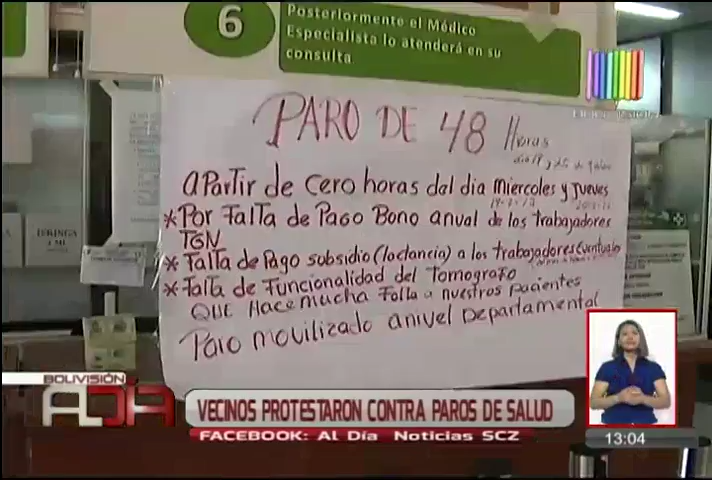 6
Posteriormente el Médico
Especialista lo atenderá en su
consulta
PARO DE 48 Horas
APARTIR de cero horas del dia Miercoles y Jueves
*Por Falta de Pago Bono anual de los trabajadores
TGN
* Falta de Pago subsidio (lactancia) a los trabajadores Eventuales
* Falta de Funcionalidad del Tomografo
QUE Hace mucha Falta a nuestros pacientes
Paro movilizado anivel Departamental
JERINGA
BOLIVISIÓN
ADÍA
VECINOS PROTESTARON CONTRA PAROS DE SALUD
FACEBOOK: Al Día Noticias SCZ
13:04